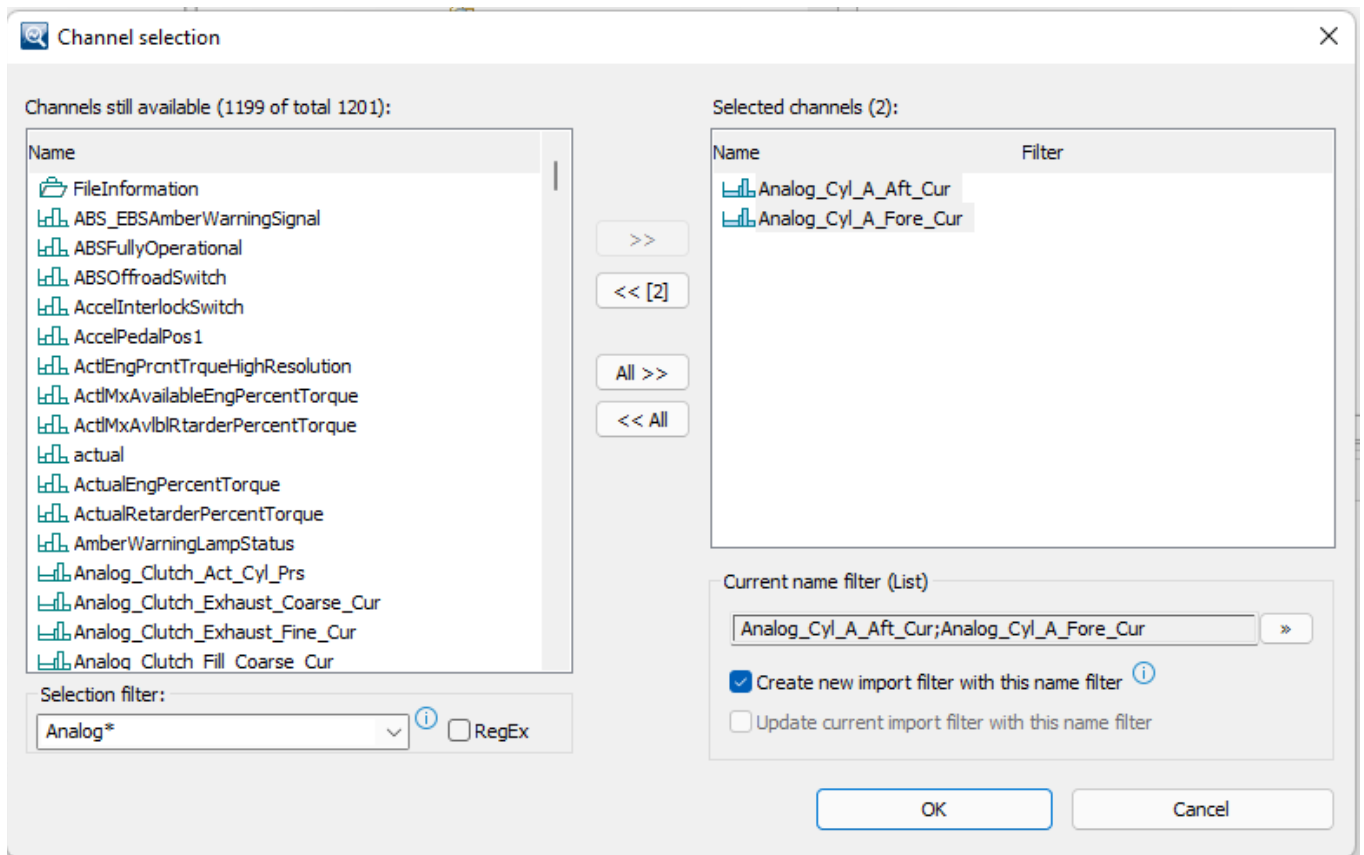 Channel selection
Channels still available (1199 of total 1201):
Name
FileInformation
ABS_EBSAmberWarningSignal
ABSFullyOperational
ABSOffroadSwitch
AccelInterlockSwitch
AccelPedalPos1
ActlEngPrcntTrqueHighResolution
ActlMxAvailableEngPercentTorque
ActlMxAvlblRtarderPercentTorque
actual
ActualEngPercentTorque
ActualRetarderPercentTorque
AmberWarningLampStatus
Analog_Clutch_Act_Cyl_Prs
Analog_Clutch_Exhaust_Coarse_Cur
Analog_Clutch_Exhaust_Fine_Cur
Analog_Clutch_Fill_Coarse_Cur
Selection filter:
Analog*
RegEx
>>
<< [2]
All >>
<< All
Selected channels (2):
Name Filter
Analog_Cyl_A_Aft_Cur
Analog_Cyl_A_Fore_Cur
Current name filter (List)
Analog_Cyl_A_Aft_Cur;Analog_Cyl_A_Fore_Cur
»
Create new import filter with this name filter
Update current import filter with this name filter
OK
Cancel